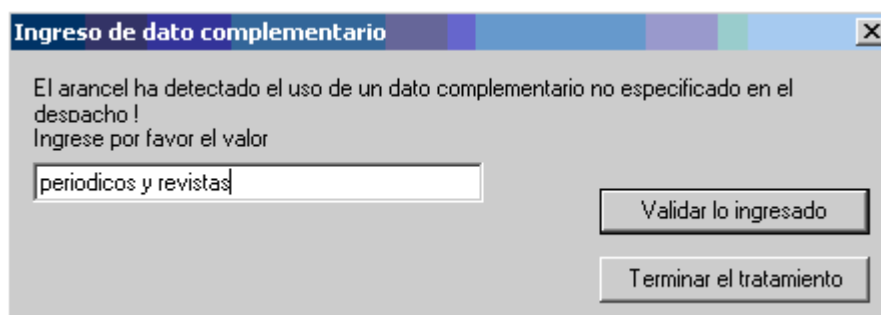 Ingreso de dato complementario
El arancel ha detectado el uso de un dato complementario no especificado en el
despacho !
Ingrese por favor el valor
periodicos y revistas
Validar lo ingresado
Terminar el tratamiento